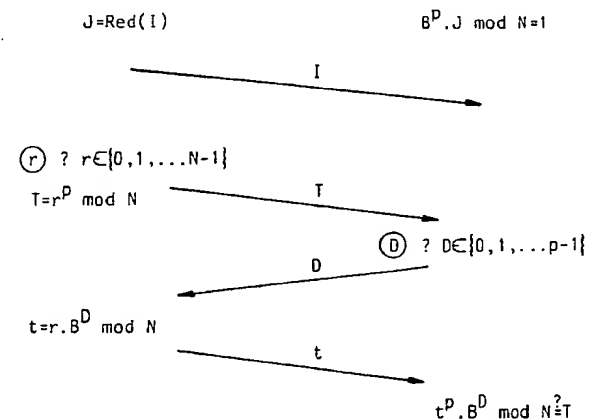 J=Red(I)
B^p.J mod N=1
I
(r) ? r∈{0,1,...N-1}
T=r^p mod N
T
(D) ? D∈{0,1,...p-1}
D
t=r.B^D mod N
t
t^p.B^D mod N≟T